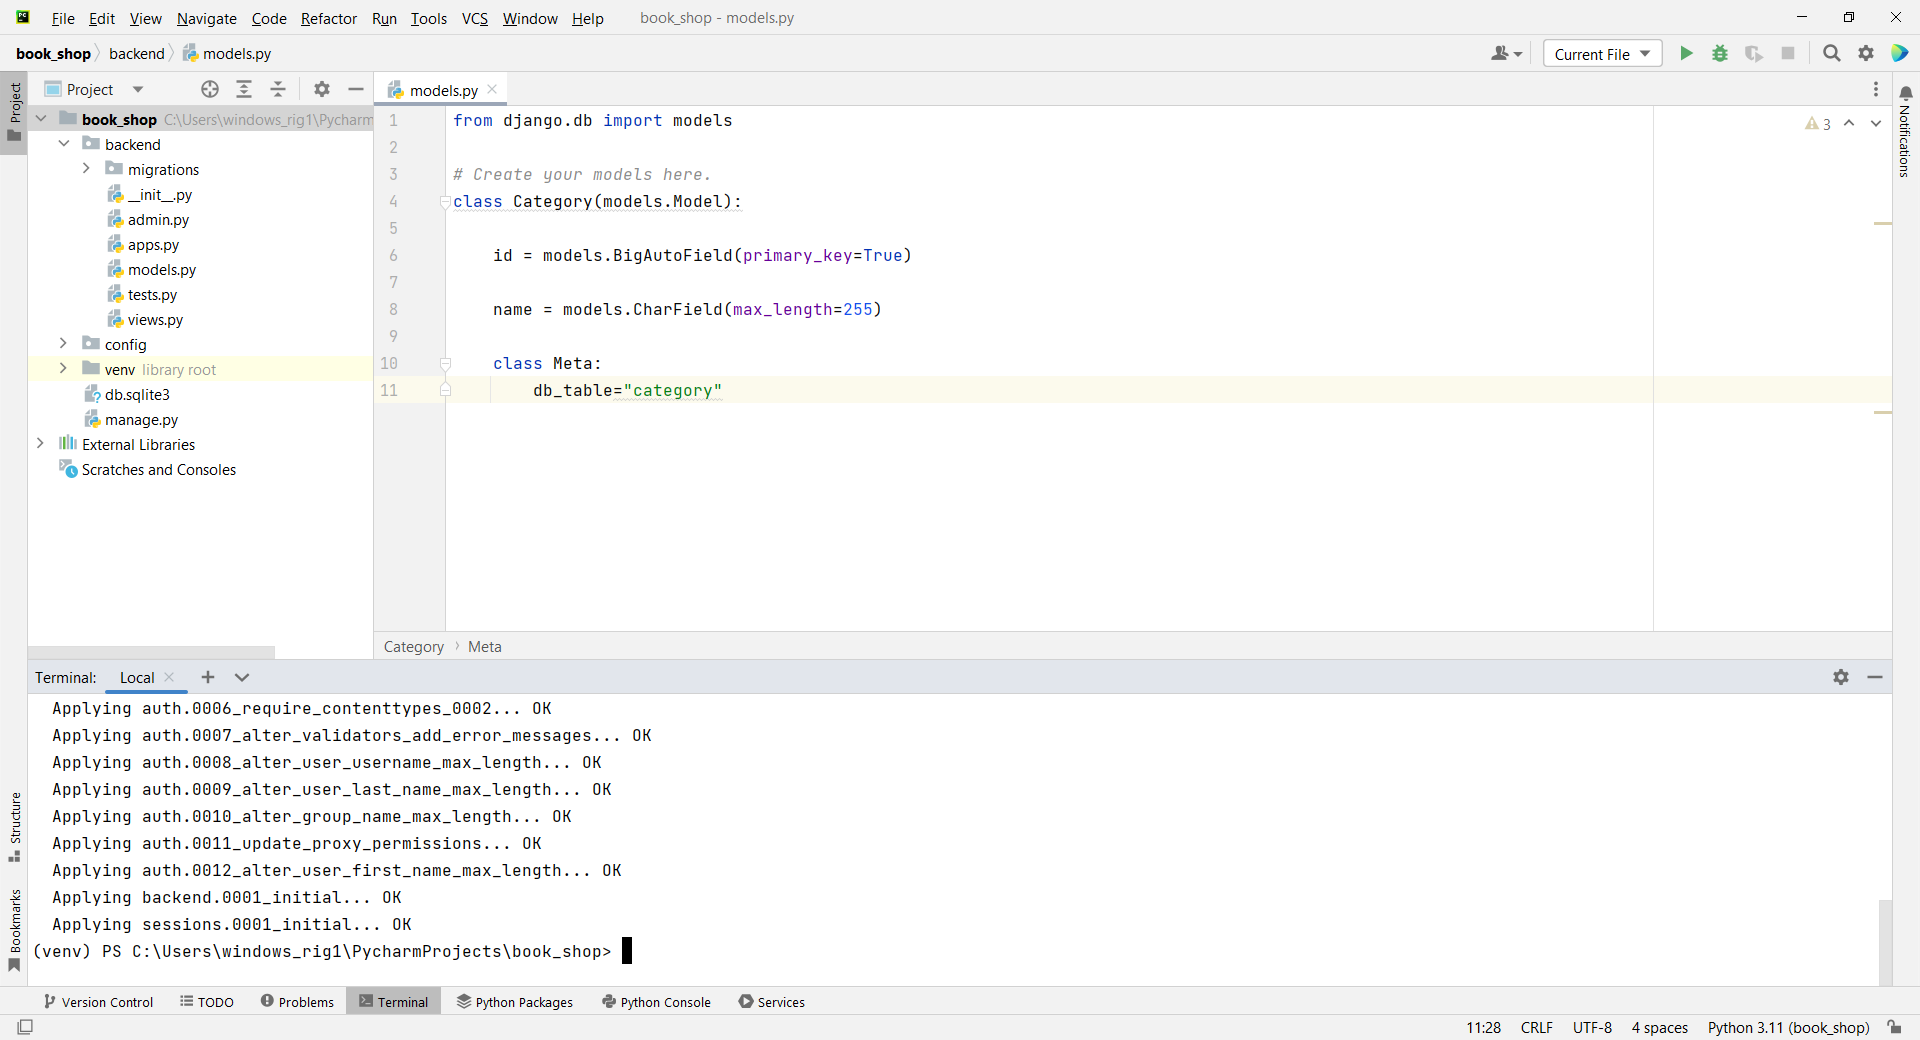 File Edit View Navigate Code Refactor Run Tools VCS Window Help book_shop - models.py
book_shop backend models.py Current File
Project models.py
book_shop C:\Users\windows_rig1\Pycharm
backend
migrations
__init__.py
admin.py
apps.py
models.py
tests.py
views.py
config
venv library root
db.sqlite3
manage.py
External Libraries
Scratches and Consoles
Project
Structure
Bookmarks
1 from django.db import models
2
3 # Create your models here.
4 class Category(models.Model):
5
6 id = models.BigAutoField(primary_key=True)
7
8 name = models.CharField(max_length=255)
9
10 class Meta:
11 db_table="category"
3
Notifications
Category Meta
Terminal: Local
Applying auth.0006_require_contenttypes_0002... OK
Applying auth.0007_alter_validators_add_error_messages... OK
Applying auth.0008_alter_user_username_max_length... OK
Applying auth.0009_alter_user_last_name_max_length... OK
Applying auth.0010_alter_group_name_max_length... OK
Applying auth.0011_update_proxy_permissions... OK
Applying auth.0012_alter_user_first_name_max_length... OK
Applying backend.0001_initial... OK
Applying sessions.0001_initial... OK
(venv) PS C:\Users\windows_rig1\PycharmProjects\book_shop>
Version Control TODO Problems Terminal Python Packages Python Console Services
11:28 CRLF UTF-8 4 spaces Python 3.11 (book_shop)